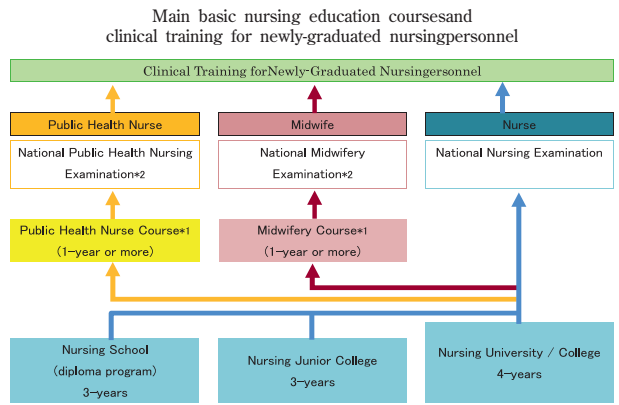 Main basic nursing education coursesand
clinical training for newly-graduated nursingpersonnel
Clinical Training forNewly-Graduated Nursingersonnel
Public Health Nurse
Midwife
Nurse
National Public Health Nursing
Examination*2
National Midwifery
Examination*2
National Nursing Examination
Public Health Nurse Course*1
(1-year or more)
Midwifery Course*1
(1-year or more)
Nursing School
(diploma program)
3-years
Nursing Junior College
3-years
Nursing University / College
4-years